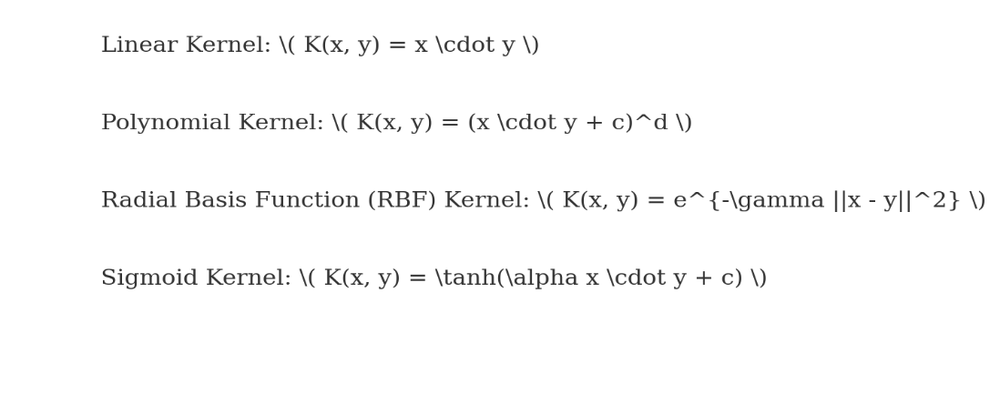 Linear Kernel: \( K(x, y) = x \cdot y \)
Polynomial Kernel: \( K(x, y) = (x \cdot y + c)^d \)
Radial Basis Function (RBF) Kernel: \( K(x, y) = e^{-\gamma ||x - y||^2} \)
Sigmoid Kernel: \( K(x, y) = \tanh(\alpha x \cdot y + c) \)